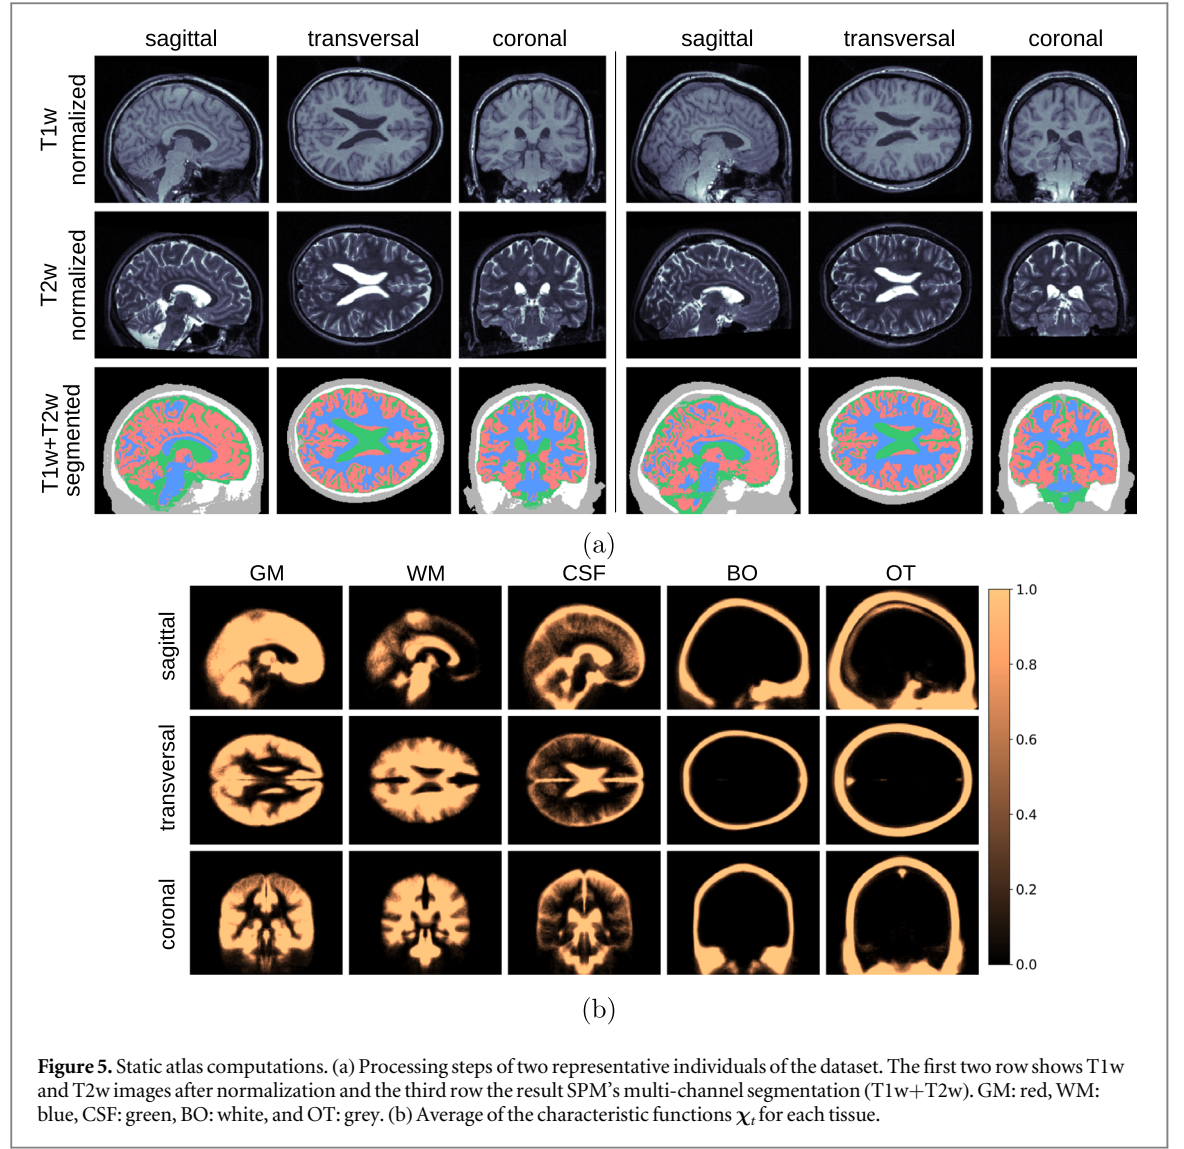 sagittal transversal coronal sagittal transversal coronal
T1w
normalized
T2w
normalized
T1w+T2w
segmented
(a)
GM WM CSF BO OT
sagittal
transversal
coronal
1.0
0.8
0.6
0.4
0.2
0.0
(b)
Figure 5. Static atlas computations. (a) Processing steps of two representative individuals of the dataset. The first two row shows T1w
and T2w images after normalization and the third row the result SPM's multi-channel segmentation (T1w+T2w). GM: red, WM:
blue, CSF: green, BO: white, and OT: grey. (b) Average of the characteristic functions χt for each tissue.